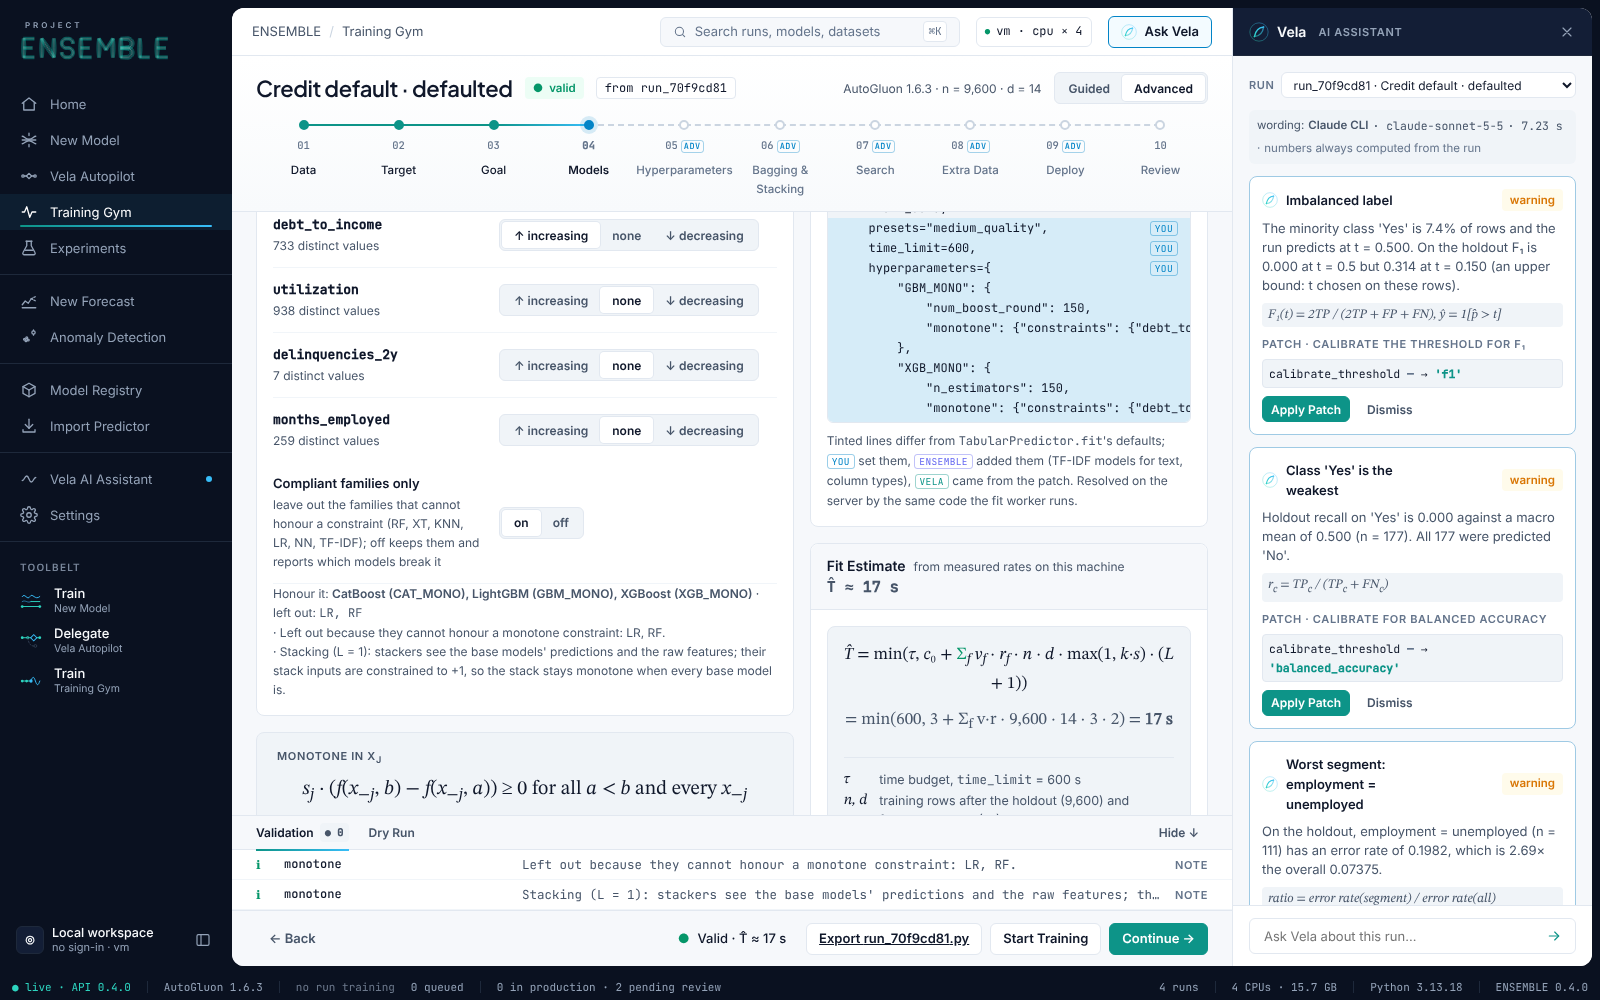 PROJECT
ENSEMBLE
Home
New Model
Vela Autopilot
Training Gym
Experiments
New Forecast
Anomaly Detection
Model Registry
Import Predictor
Vela AI Assistant
Settings
TOOLBELT
Train
New Model
Delegate
Vela Autopilot
Train
Training Gym
Local workspace
no sign-in · vm
ENSEMBLE / Training Gym
Search runs, models, datasets ⌘K
vm · cpu × 4
Ask Vela
Credit default · defaulted
valid
from run_70f9cd81
AutoGluon 1.6.3 · n = 9,600 · d = 14
Guided Advanced
01 02 03 04 05 ADV 06 ADV 07 ADV 08 ADV 09 ADV 10
Data Target Goal Models Hyperparameters Bagging & Stacking Search Extra Data Deploy Review
debt_to_income
733 distinct values
↑ increasing none ↓ decreasing
utilization
938 distinct values
↑ increasing none ↓ decreasing
delinquencies_2y
7 distinct values
↑ increasing none ↓ decreasing
months_employed
259 distinct values
↑ increasing none ↓ decreasing
Compliant families only
leave out the families that cannot
honour a constraint (RF, XT, KNN,
LR, NN, TF-IDF); off keeps them and
reports which models break it
on off
Honour it: CatBoost (CAT_MONO), LightGBM (GBM_MONO), XGBoost (XGB_MONO) ·
left out: LR, RF
· Left out because they cannot honour a monotone constraint: LR, RF.
· Stacking (L = 1): stackers see the base models' predictions and the raw features; their
stack inputs are constrained to +1, so the stack stays monotone when every base model
is.
MONOTONE IN XJ
sj · (f(x−j, b) − f(x−j, a)) ≥ 0 for all a < b and every x−j
presets="medium_quality", YOU
time_limit=600, YOU
hyperparameters={ YOU
"GBM_MONO": {
"num_boost_round": 150,
"monotone": {"constraints": {"debt_to
},
"XGB_MONO": {
"n_estimators": 150,
"monotone": {"constraints": {"debt_to
Tinted lines differ from TabularPredictor.fit's defaults;
YOU set them, ENSEMBLE added them (TF-IDF models for text,
column types), VELA came from the patch. Resolved on the
server by the same code the fit worker runs.
Fit Estimate from measured rates on this machine
T̂ ≈ 17 s
T̂ = min(τ, c₀ + Σf νf · rf · n · d · max(1, k·s) · (L
+ 1))
= min(600, 3 + Σf v·r · 9,600 · 14 · 3 · 2) = 17 s
τ time budget, time_limit = 600 s
n, d training rows after the holdout (9,600) and
Validation 0 Dry Run Hide ↓
i monotone Left out because they cannot honour a monotone constraint: LR, RF. NOTE
i monotone Stacking (L = 1): stackers see the base models' predictions and the raw features; th… NOTE
← Back
Valid · T̂ ≈ 17 s
Export run_70f9cd81.py
Start Training
Continue →
Vela AI ASSISTANT
RUN run_70f9cd81 · Credit default · defaulted
wording: Claude CLI · claude-sonnet-5-5 · 7.23 s
· numbers always computed from the run
Imbalanced label warning
The minority class 'Yes' is 7.4% of rows and the
run predicts at t = 0.500. On the holdout F₁ is
0.000 at t = 0.5 but 0.314 at t = 0.150 (an upper
bound: t chosen on these rows).
F₁(t) = 2TP / (2TP + FP + FN), ŷ = 1[p̂ > t]
PATCH · CALIBRATE THE THRESHOLD FOR F₁
calibrate_threshold — → 'f1'
Apply Patch Dismiss
Class 'Yes' is the
weakest
warning
Holdout recall on 'Yes' is 0.000 against a macro
mean of 0.500 (n = 177). All 177 were predicted
'No'.
rc = TPc / (TPc + FNc)
PATCH · CALIBRATE FOR BALANCED ACCURACY
calibrate_threshold — →
'balanced_accuracy'
Apply Patch Dismiss
Worst segment:
employment =
unemployed
warning
On the holdout, employment = unemployed (n =
111) has an error rate of 0.1982, which is 2.69×
the overall 0.07375.
ratio = error rate(segment) / error rate(all)
Ask Vela about this run... →
live · API 0.4.0 AutoGluon 1.6.3 no run training 0 queued 0 in production · 2 pending review 4 runs 4 CPUs · 15.7 GB Python 3.13.18 ENSEMBLE 0.4.0